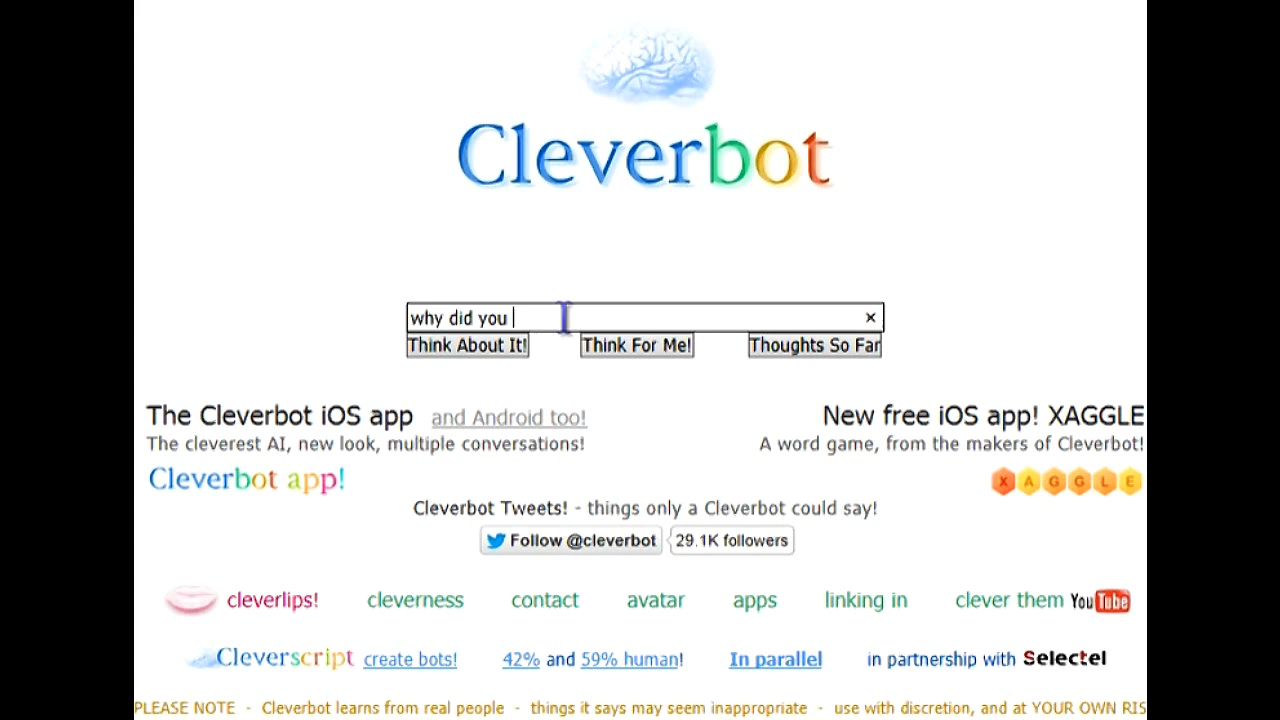 Cleverbot
why did you
×
Think About It! Think For Me! Thoughts So Far
The Cleverbot iOS app and Android too! New free iOS app! XAGGLE
The cleverest AI, new look, multiple conversations! A word game, from the makers of Cleverbot!
Cleverbot app! XAGGLE
Cleverbot Tweets! - things only a Cleverbot could say!
Follow @cleverbot 29.1K followers
cleverlips! cleverness contact avatar apps linking in clever them YouTube
Cleverscript create bots! 42% and 59% human! In parallel in partnership with Selectel
PLEASE NOTE - Cleverbot learns from real people - things it says may seem inappropriate - use with discretion, and at YOUR OWN RIS